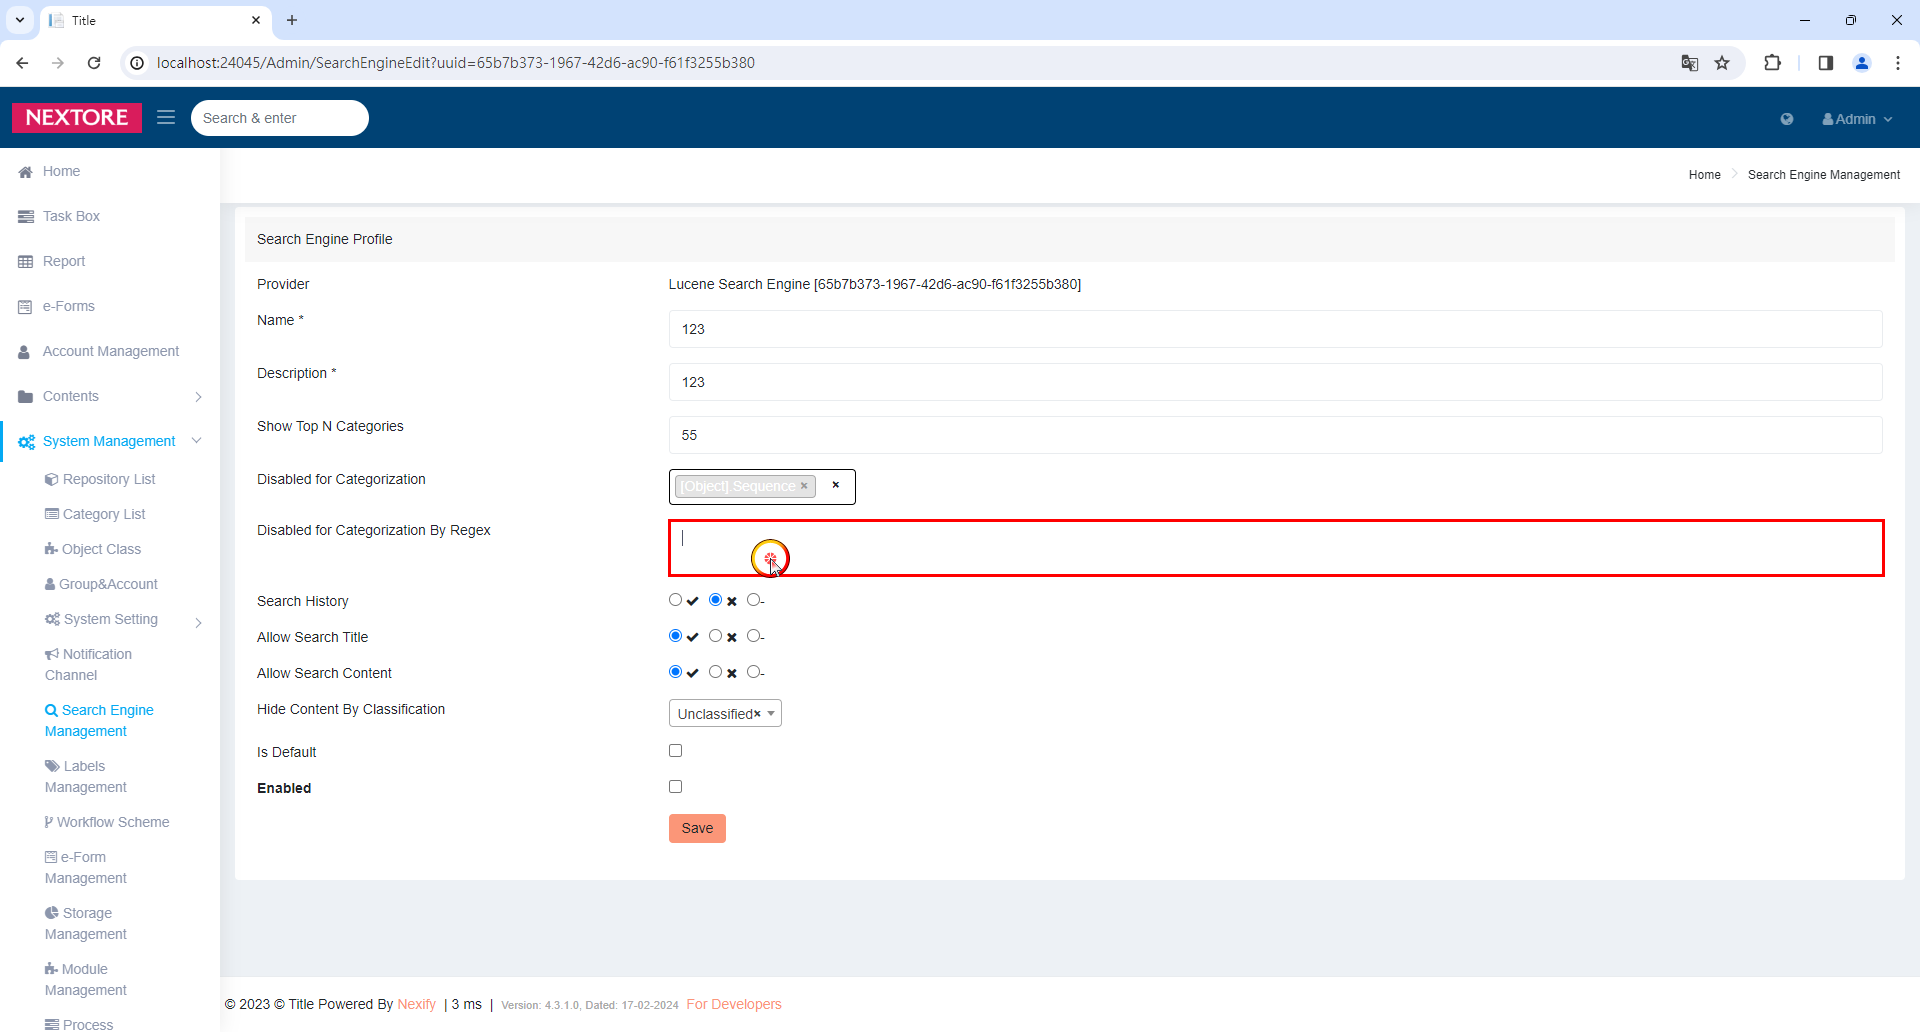 Title
localhost:24045/Admin/SearchEngineEdit?uuid=65b7b373-1967-42d6-ac90-f61f3255b380
NEXTORE
Search & enter
Admin
Home
Task Box
Report
e-Forms
Account Management
Contents
System Management
Repository List
Category List
Object Class
Group&Account
System Setting
Notification
Channel
Search Engine
Management
Labels
Management
Workflow Scheme
e-Form
Management
Storage
Management
Module
Management
Process
Home > Search Engine Management
Search Engine Profile
Provider Lucene Search Engine [65b7b373-1967-42d6-ac90-f61f3255b380]
Name * 123
Description * 123
Show Top N Categories 55
Disabled for Categorization [Object].Sequence × ×
Disabled for Categorization By Regex
Search History ✔ ✖ -
Allow Search Title ✔ ✖ -
Allow Search Content ✔ ✖ -
Hide Content By Classification Unclassified×
Is Default
Enabled
Save
© 2023 © Title Powered By Nexify | 3 ms | Version: 4.3.1.0, Dated: 17-02-2024 For Developers